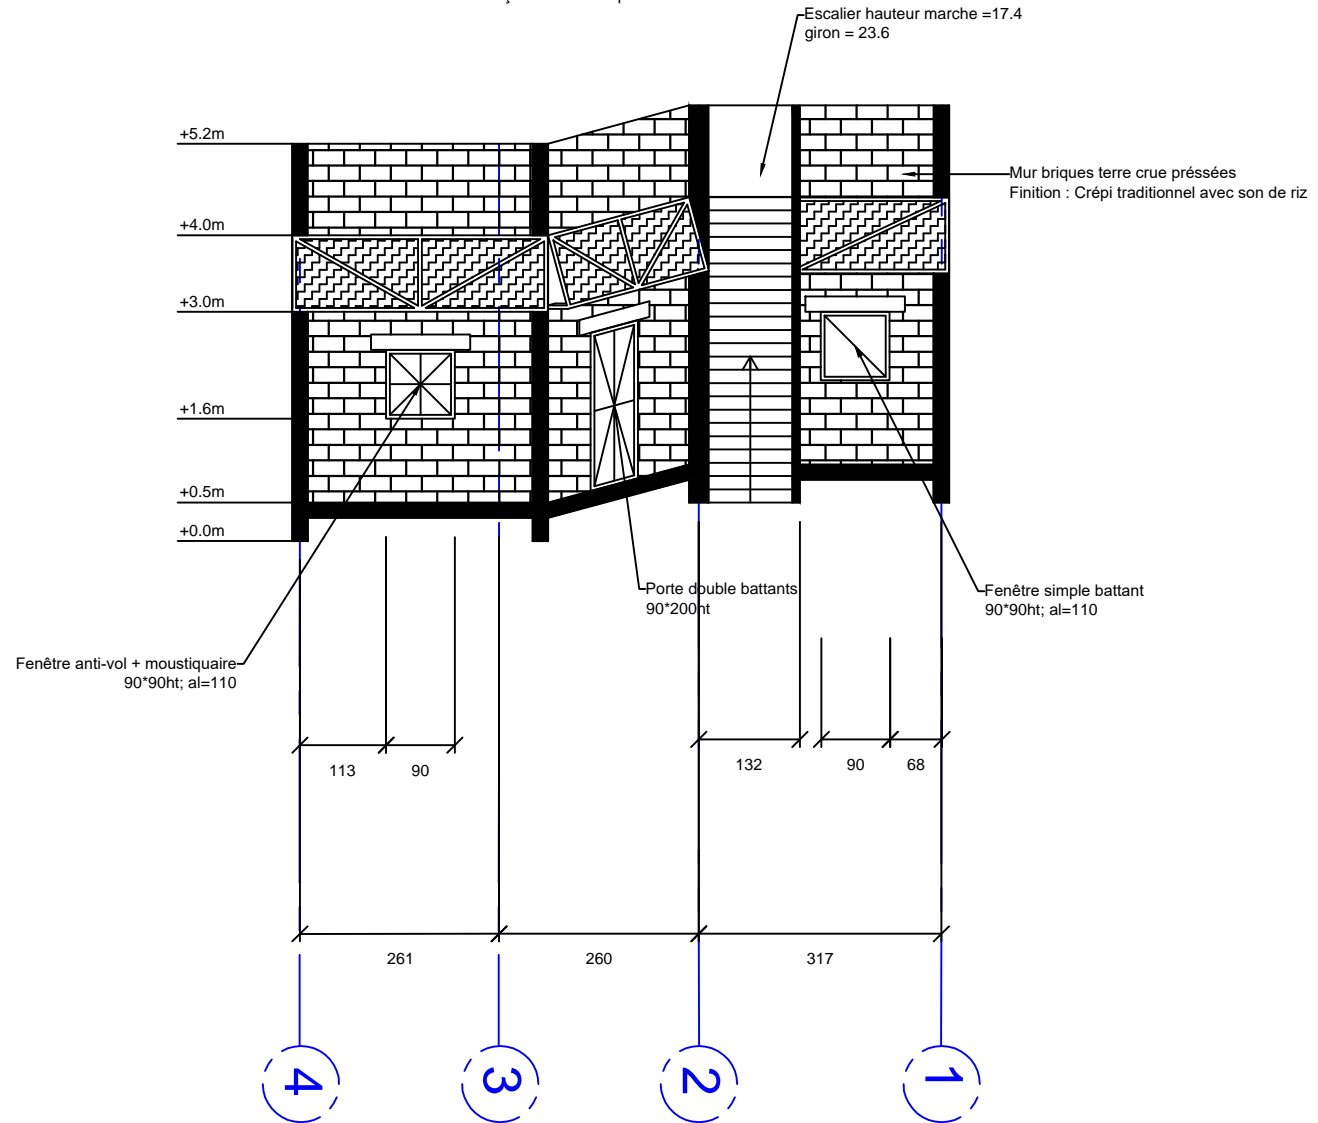 Escalier hauteur marche =17.4
giron = 23.6
+5.2m
Mur briques terre crue préssées
Finition : Crépi traditionnel avec son de riz
+4.0m
+3.0m
+1.6m
+0.5m
+0.0m
Porte double battants
90*200ht
Fenêtre simple battant
90*90ht; al=110
Fenêtre anti-vol + moustiquaire
90*90ht; al=110
113 90 132 90 68
261 260 317
4 3 2 1